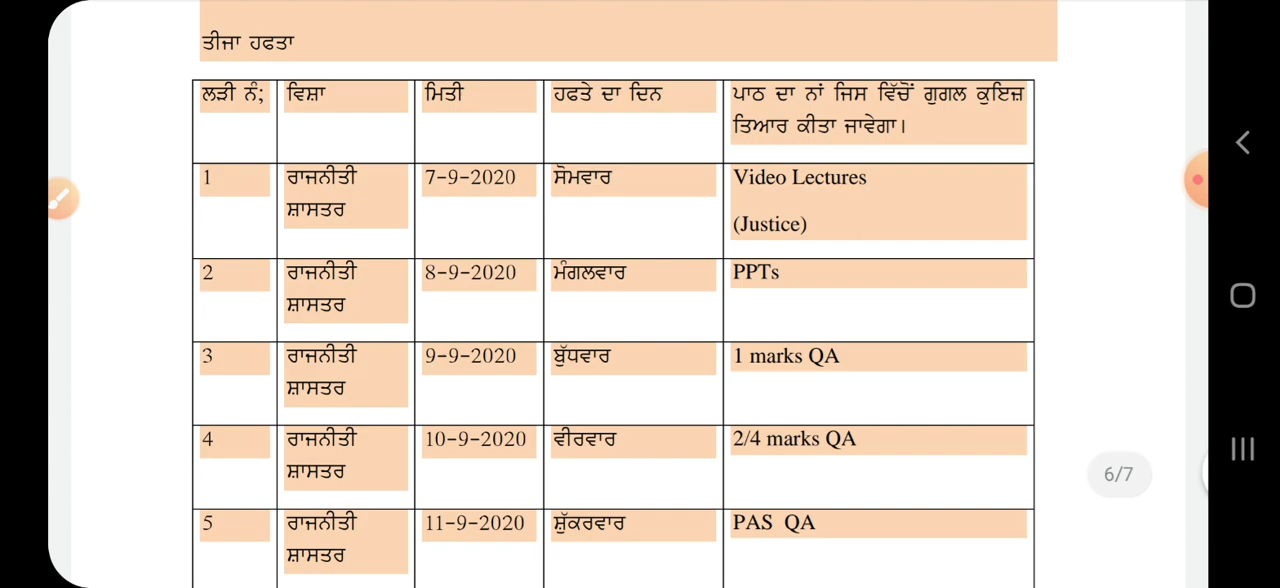 ਤੀਜਾ ਹਫਤਾ
ਲੜੀ ਨੰ; ਵਿਸ਼ਾ ਮਿਤੀ ਹਫਤੇ ਦਾ ਦਿਨ ਪਾਠ ਦਾ ਨਾਂ ਜਿਸ ਵਿੱਚੋਂ ਗੁਗਲ ਕੁਇਜ਼
ਤਿਆਰ ਕੀਤਾ ਜਾਵੇਗਾ।
1 ਰਾਜਨੀਤੀ 7-9-2020 ਸੋਮਵਾਰ Video Lectures
ਸ਼ਾਸਤਰ (Justice)
2 ਰਾਜਨੀਤੀ 8-9-2020 ਮੰਗਲਵਾਰ PPTs
ਸ਼ਾਸਤਰ
3 ਰਾਜਨੀਤੀ 9-9-2020 ਬੁੱਧਵਾਰ 1 marks QA
ਸ਼ਾਸਤਰ
4 ਰਾਜਨੀਤੀ 10-9-2020 ਵੀਰਵਾਰ 2/4 marks QA
ਸ਼ਾਸਤਰ
6/7
5 ਰਾਜਨੀਤੀ 11-9-2020 ਸ਼ੁੱਕਰਵਾਰ PAS QA
ਸ਼ਾਸਤਰ